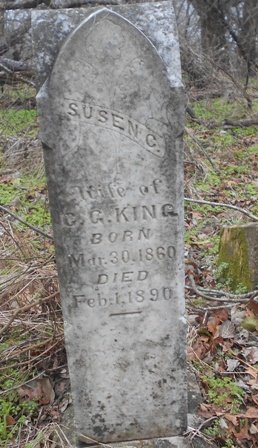 SUSEN C.
Wife of
C. G. KING
BORN
Mar. 30. 1860
DIED
Feb. 1. 1890